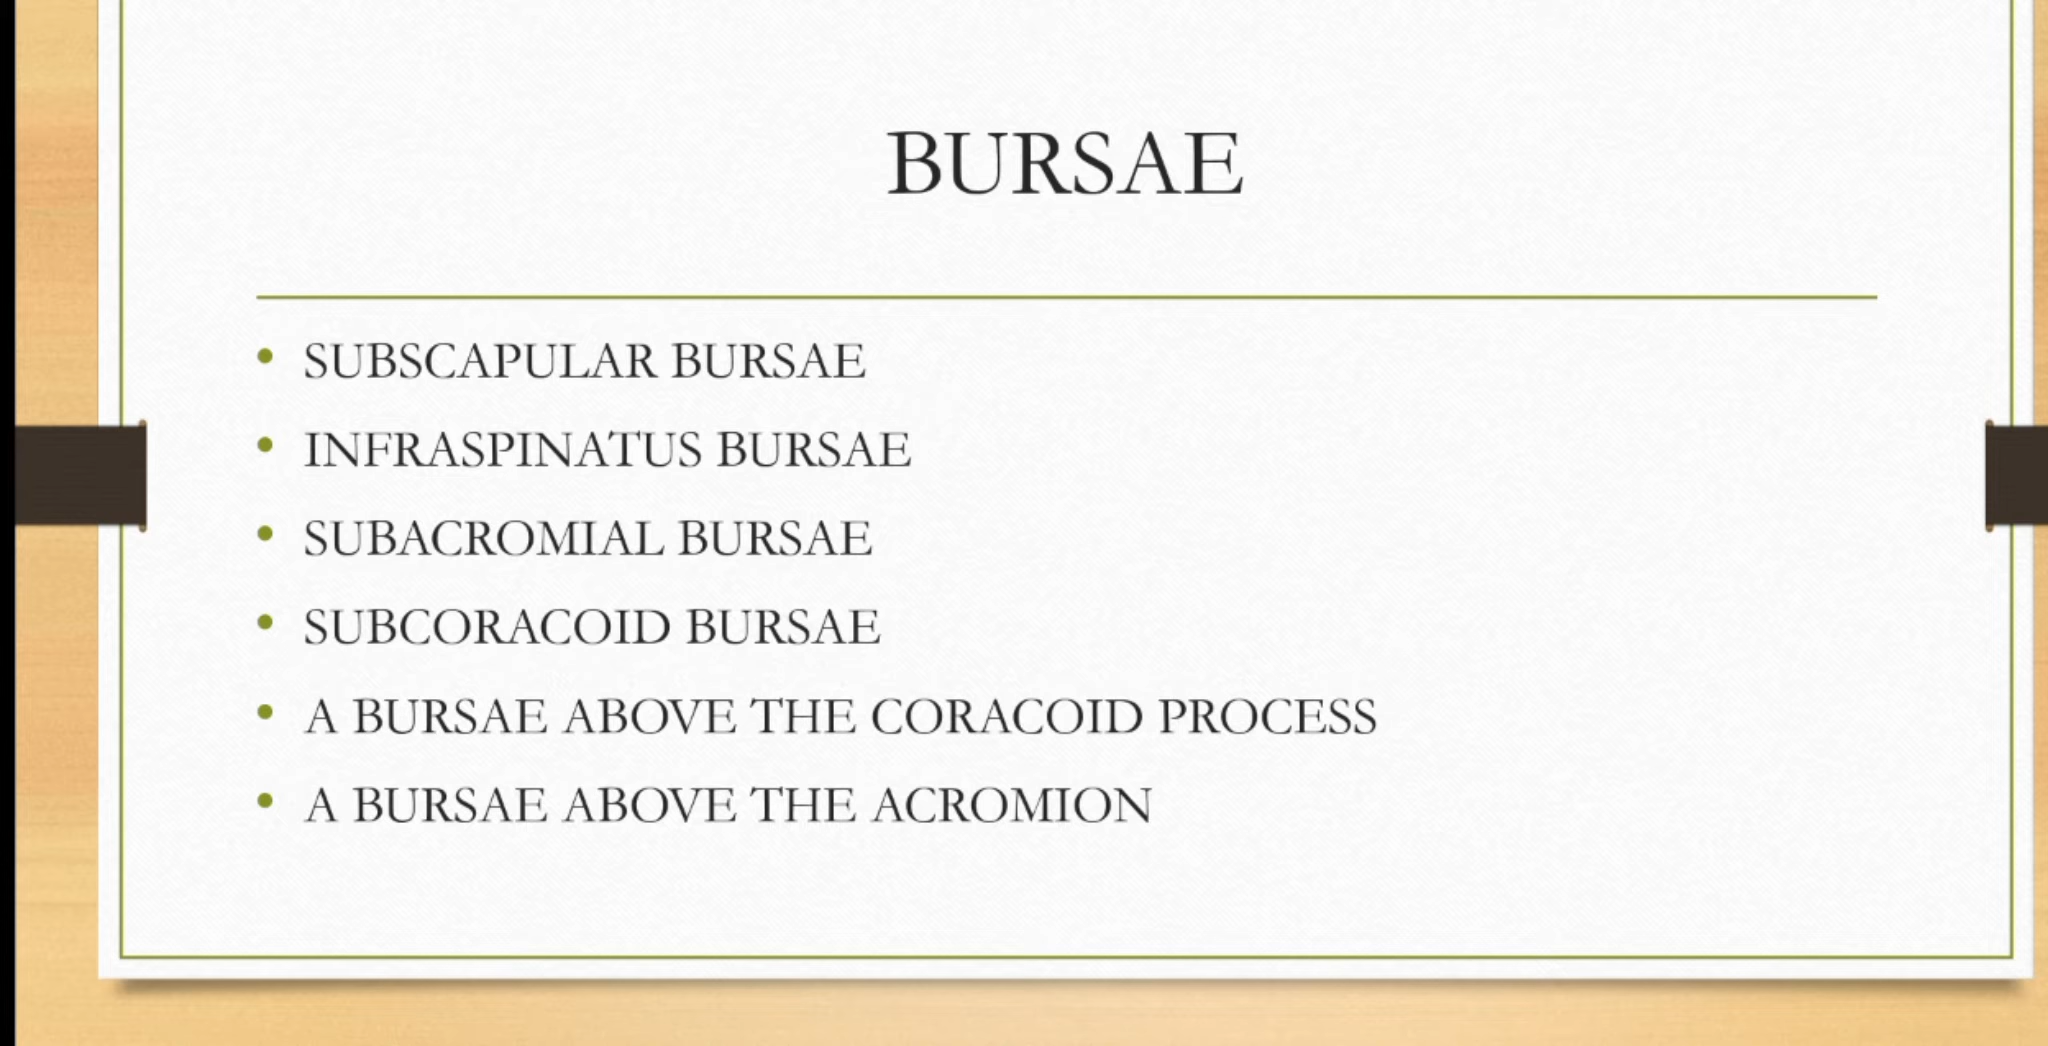 BURSAE
• SUBSCAPULAR BURSAE
• INFRASPINATUS BURSAE
• SUBACROMIAL BURSAE
• SUBCORACOID BURSAE
• A BURSAE ABOVE THE CORACOID PROCESS
• A BURSAE ABOVE THE ACROMION